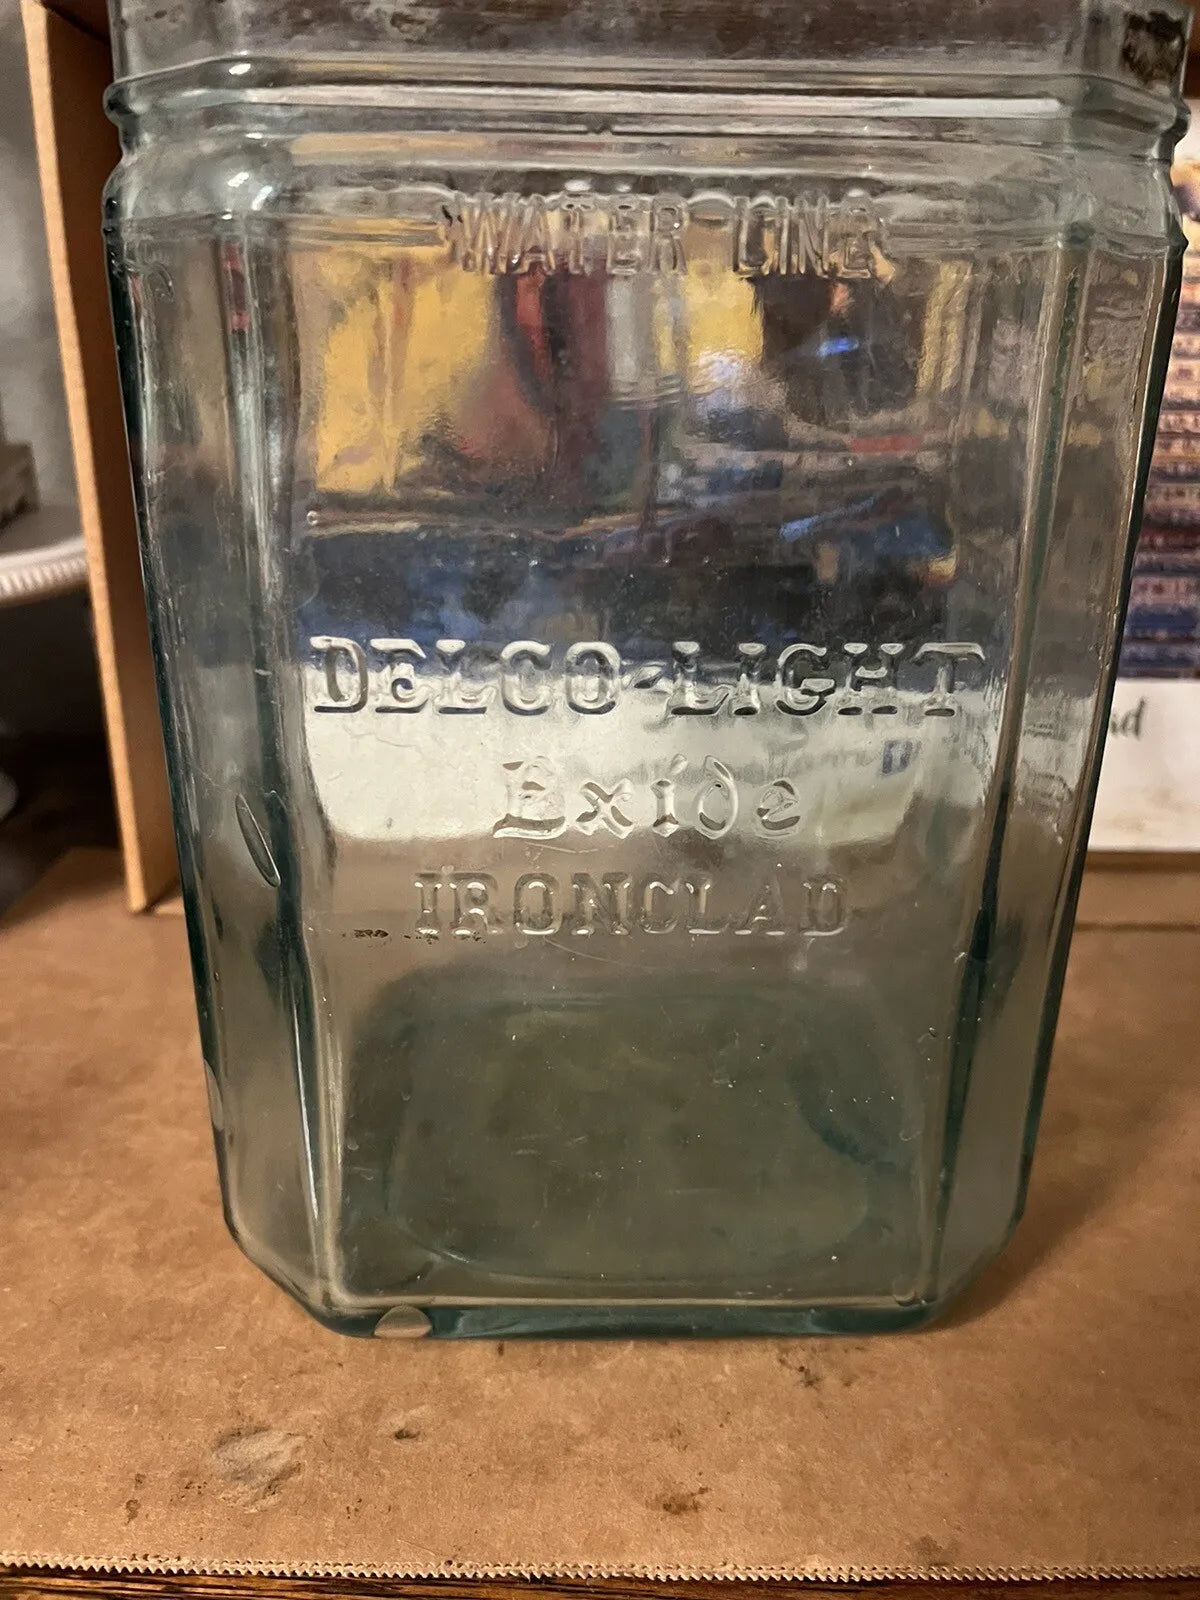 WATER LINE
DELCO-LIGHT
Exide
IRONCLAD